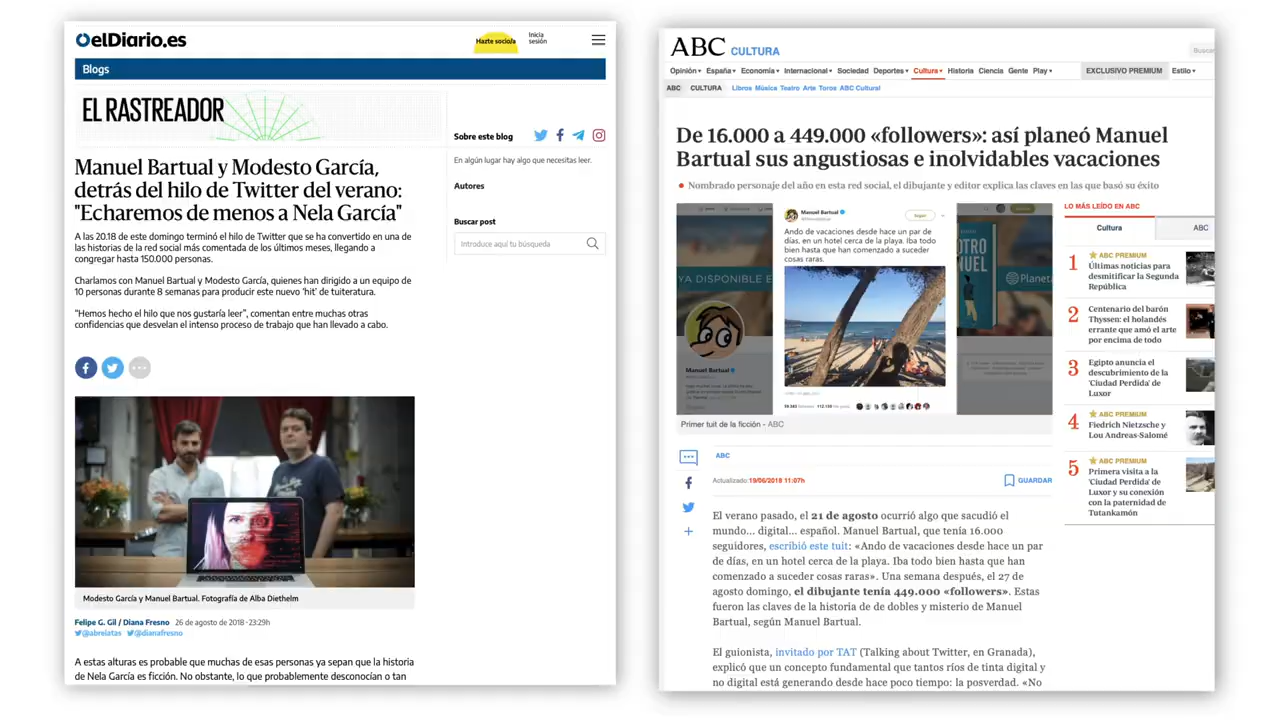 elDiario.es
Hazte socio/a
Inicia
sesión
Blogs
EL RASTREADOR
Sobre este blog
En algún lugar hay algo que necesitas leer.
Autores
Buscar post
Introduce aquí tu búsqueda
Manuel Bartual y Modesto García,
detrás del hilo de Twitter del verano:
"Echaremos de menos a Nela García"
A las 20.18 de este domingo terminó el hilo de Twitter que se ha convertido en una de
las historias de la red social más comentada de los últimos meses, llegando a
congregar hasta 150.000 personas.
Charlamos con Manuel Bartual y Modesto García, quienes han dirigido a un equipo de
10 personas durante 8 semanas para producir este nuevo ‘hit’ de tuiteratura.
“Hemos hecho el hilo que nos gustaría leer”, comentan entre muchas otras
confidencias que desvelan el intenso proceso de trabajo que han llevado a cabo.
Modesto García y Manuel Bartual. Fotografía de Alba Diethelm
Felipe G. Gil / Diana Fresno 26 de agosto de 2018 - 23:29h
@abrelatas @dianafresno
A estas alturas es probable que muchas de esas personas ya sepan que la historia
de Nela García es ficción. No obstante, lo que probablemente desconocían o tan
ABC CULTURA
Buscar
Opinión España Economía Internacional Sociedad Deportes Cultura Historia Ciencia Gente Play EXCLUSIVO PREMIUM Estilo
ABC CULTURA Libros Música Teatro Arte Toros ABC Cultural
De 16.000 a 449.000 «followers»: así planeó Manuel
Bartual sus angustiosas e inolvidables vacaciones
Nombrado personaje del año en esta red social, el dibujante y editor explica las claves en las que basó su éxito
Manuel Bartual
Seguir
Ando de vacaciones desde hace un par de
días, en un hotel cerca de la playa. Iba todo
bien hasta que han comenzado a suceder
cosas raras.
YA DISPONIBLE E
OTRO
MANUEL
Planeta
Manuel Bartual
Primer tuit de la ficción - ABC
ABC
Actualizado:19/06/2018 11:07h
GUARDAR
El verano pasado, el 21 de agosto ocurrió algo que sacudió el
mundo... digital... español. Manuel Bartual, que tenía 16.000
seguidores, escribió este tuit: «Ando de vacaciones desde hace un par
de días, en un hotel cerca de la playa. Iba todo bien hasta que han
comenzado a suceder cosas raras». Una semana después, el 27 de
agosto domingo, el dibujante tenía 449.000 «followers». Estas
fueron las claves de la historia de de dobles y misterio de Manuel
Bartual, según Manuel Bartual.
El guionista, invitado por TAT (Talking about Twitter, en Granada),
explicó que un concepto fundamental que tantos ríos de tinta digital y
no digital está generando desde hace poco tiempo: la posverdad. «No
LO MÁS LEÍDO EN ABC
Cultura
ABC
1
ABC PREMIUM
Últimas noticias para
desmitificar la Segunda
República
2
Centenario del barón
Thyssen: el holandés
errante que amó el arte
por encima de todo
3
Egipto anuncia el
descubrimiento de la
'Ciudad Perdida' de
Luxor
4
ABC PREMIUM
Fiedrich Nietzsche y
Lou Andreas-Salomé
5
ABC PREMIUM
Primera visita a la
'Ciudad Perdida' de
Luxor y su conexión
con la paternidad de
Tutankamón